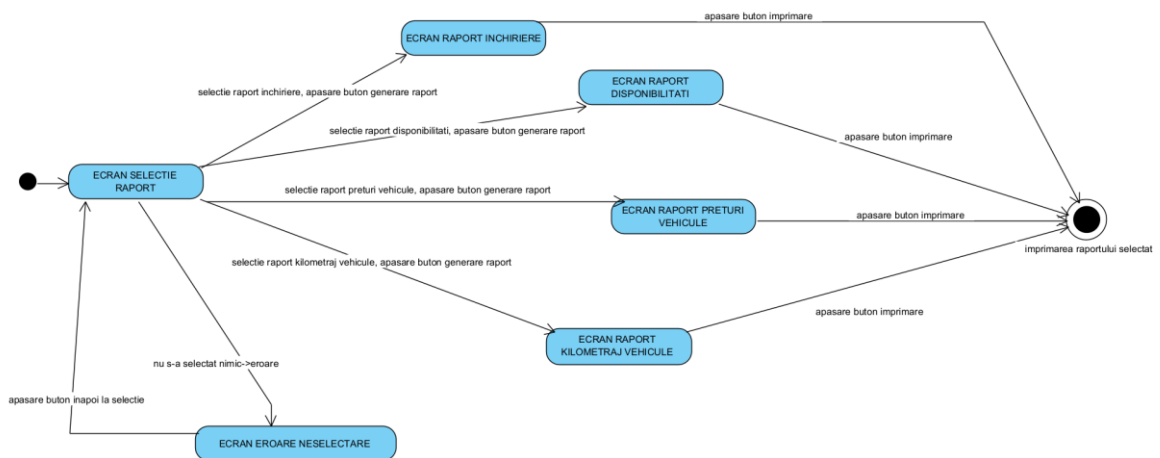 apasare buton imprimare
ECRAN RAPORT INCHIRIERE
ECRAN RAPORT
DISPONIBILITATI
selectie raport inchiriere, apasare buton generare raport
selectie raport disponibilitati, apasare buton generare raport
apasare buton imprimare
ECRAN SELECTIE
RAPORT
selectie raport preturi vehicule, apasare buton generare raport
ECRAN RAPORT PRETURI
VEHICULE
apasare buton imprimare
imprimarea raportului selectat
selectie raport kilometraj vehicule, apasare buton generare raport
apasare buton imprimare
ECRAN RAPORT
KILOMETRAJ VEHICULE
nu s-a selectat nimic->eroare
apasare buton inapoi la selectie
ECRAN EROARE NESELECTARE